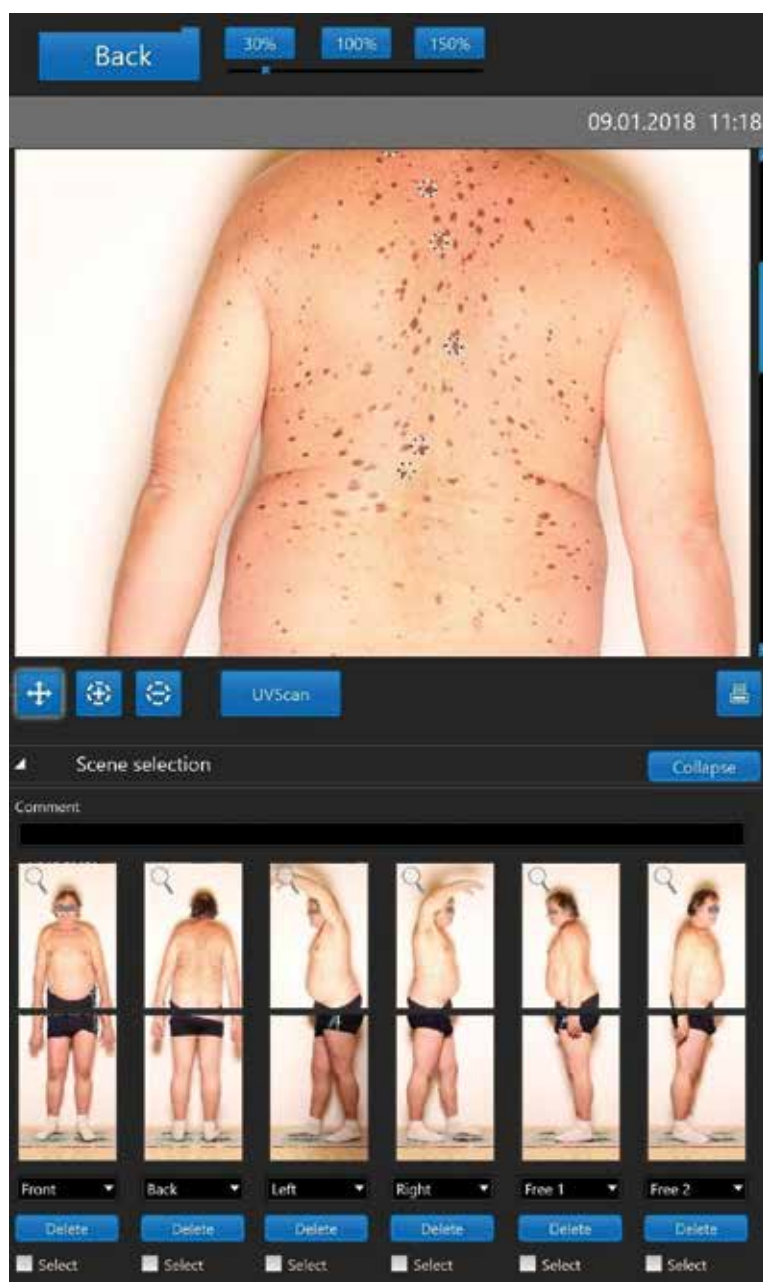 Back 30% 100% 150%
09.01.2018 11:18
UVScan
Scene selection Collapse
Comment
Front Back Left Right Free 1 Free 2
Delete Delete Delete Delete Delete Delete
Select Select Select Select Select Select